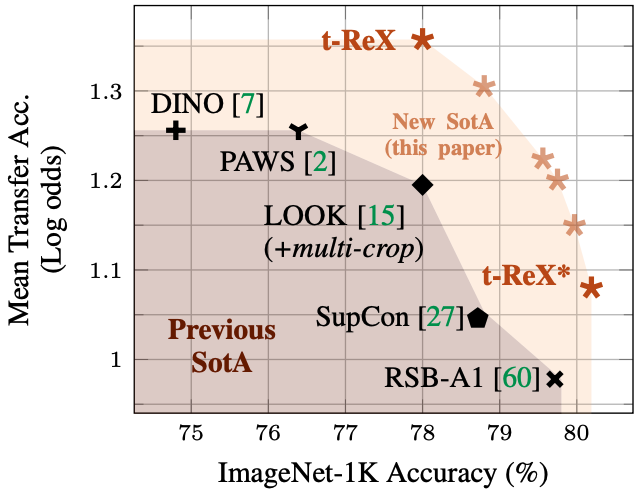 t-ReX
1.3
DINO [7]
New SotA
(this paper)
PAWS [2]
1.2
LOOK [15]
(+multi-crop)
1.1
t-ReX*
SupCon [27]
Previous
SotA
1
RSB-A1 [60]
Mean Transfer Acc.
(Log odds)
75 76 77 78 79 80
ImageNet-1K Accuracy (%)